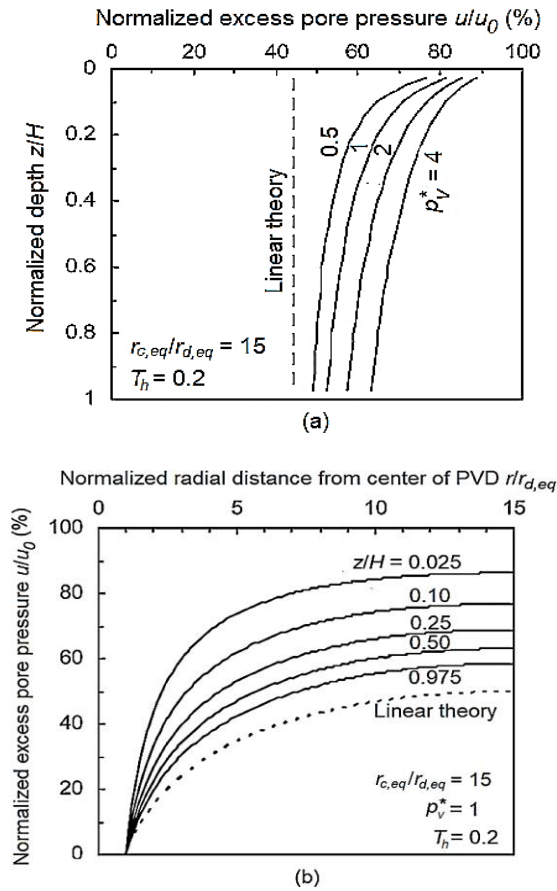 Normalized excess pore pressure u/u0 (%)
0 20 40 60 80 100
0
0.2
0.4
0.6
0.8
1
Normalized depth z/H
Linear theory
0.5
1
2
p*v = 4
rc,eq/rd,eq = 15
Th = 0.2
(a)
Normalized radial distance from center of PVD r/rd,eq
0 5 10 15
100
80
60
40
20
0
Normalized excess pore pressure u/u0 (%)
z/H = 0.025
0.10
0.25
0.50
0.975
Linear theory
rc,eq/rd,eq = 15
p*v = 1
Th = 0.2
(b)